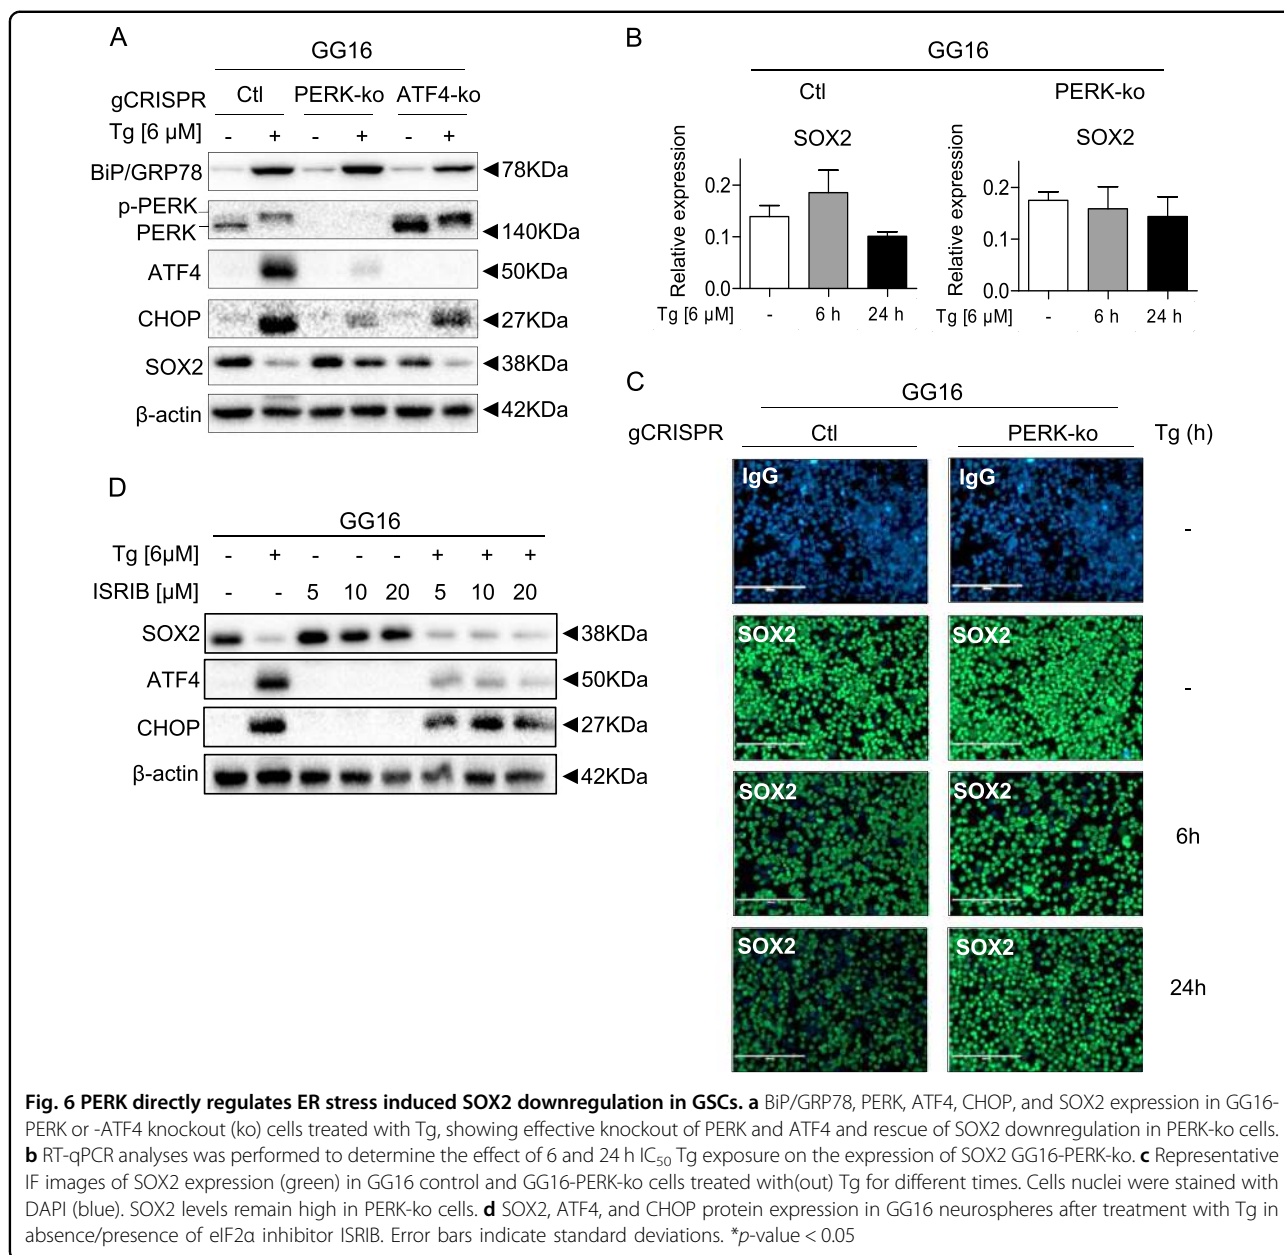 A
GG16
gCRISPR Ctl PERK-ko ATF4-ko
Tg [6 µM] - + - + - +
BiP/GRP78 ◄78KDa
p-PERK
PERK ◄140KDa
ATF4 ◄50KDa
CHOP ◄27KDa
SOX2 ◄38KDa
β-actin ◄42KDa
B
GG16
Ctl PERK-ko
SOX2 SOX2
Relative expression
0.2
0.1
0.0
Tg [6 µM] - 6 h 24 h
Relative expression
0.2
0.1
0.0
Tg [6 µM] - 6 h 24 h
C
GG16
gCRISPR Ctl PERK-ko Tg (h)
IgG IgG -
SOX2 SOX2 -
SOX2 SOX2 6h
SOX2 SOX2 24h
D
GG16
Tg [6µM] - + - - - + + +
ISRIB [µM] - - 5 10 20 5 10 20
SOX2 ◄38KDa
ATF4 ◄50KDa
CHOP ◄27KDa
β-actin ◄42KDa
Fig. 6 PERK directly regulates ER stress induced SOX2 downregulation in GSCs. a BiP/GRP78, PERK, ATF4, CHOP, and SOX2 expression in GG16-
PERK or -ATF4 knockout (ko) cells treated with Tg, showing effective knockout of PERK and ATF4 and rescue of SOX2 downregulation in PERK-ko cells.
b RT-qPCR analyses was performed to determine the effect of 6 and 24 h IC50 Tg exposure on the expression of SOX2 GG16-PERK-ko. c Representative
IF images of SOX2 expression (green) in GG16 control and GG16-PERK-ko cells treated with(out) Tg for different times. Cells nuclei were stained with
DAPI (blue). SOX2 levels remain high in PERK-ko cells. d SOX2, ATF4, and CHOP protein expression in GG16 neurospheres after treatment with Tg in
absence/presence of eIF2α inhibitor ISRIB. Error bars indicate standard deviations. *p-value < 0.05